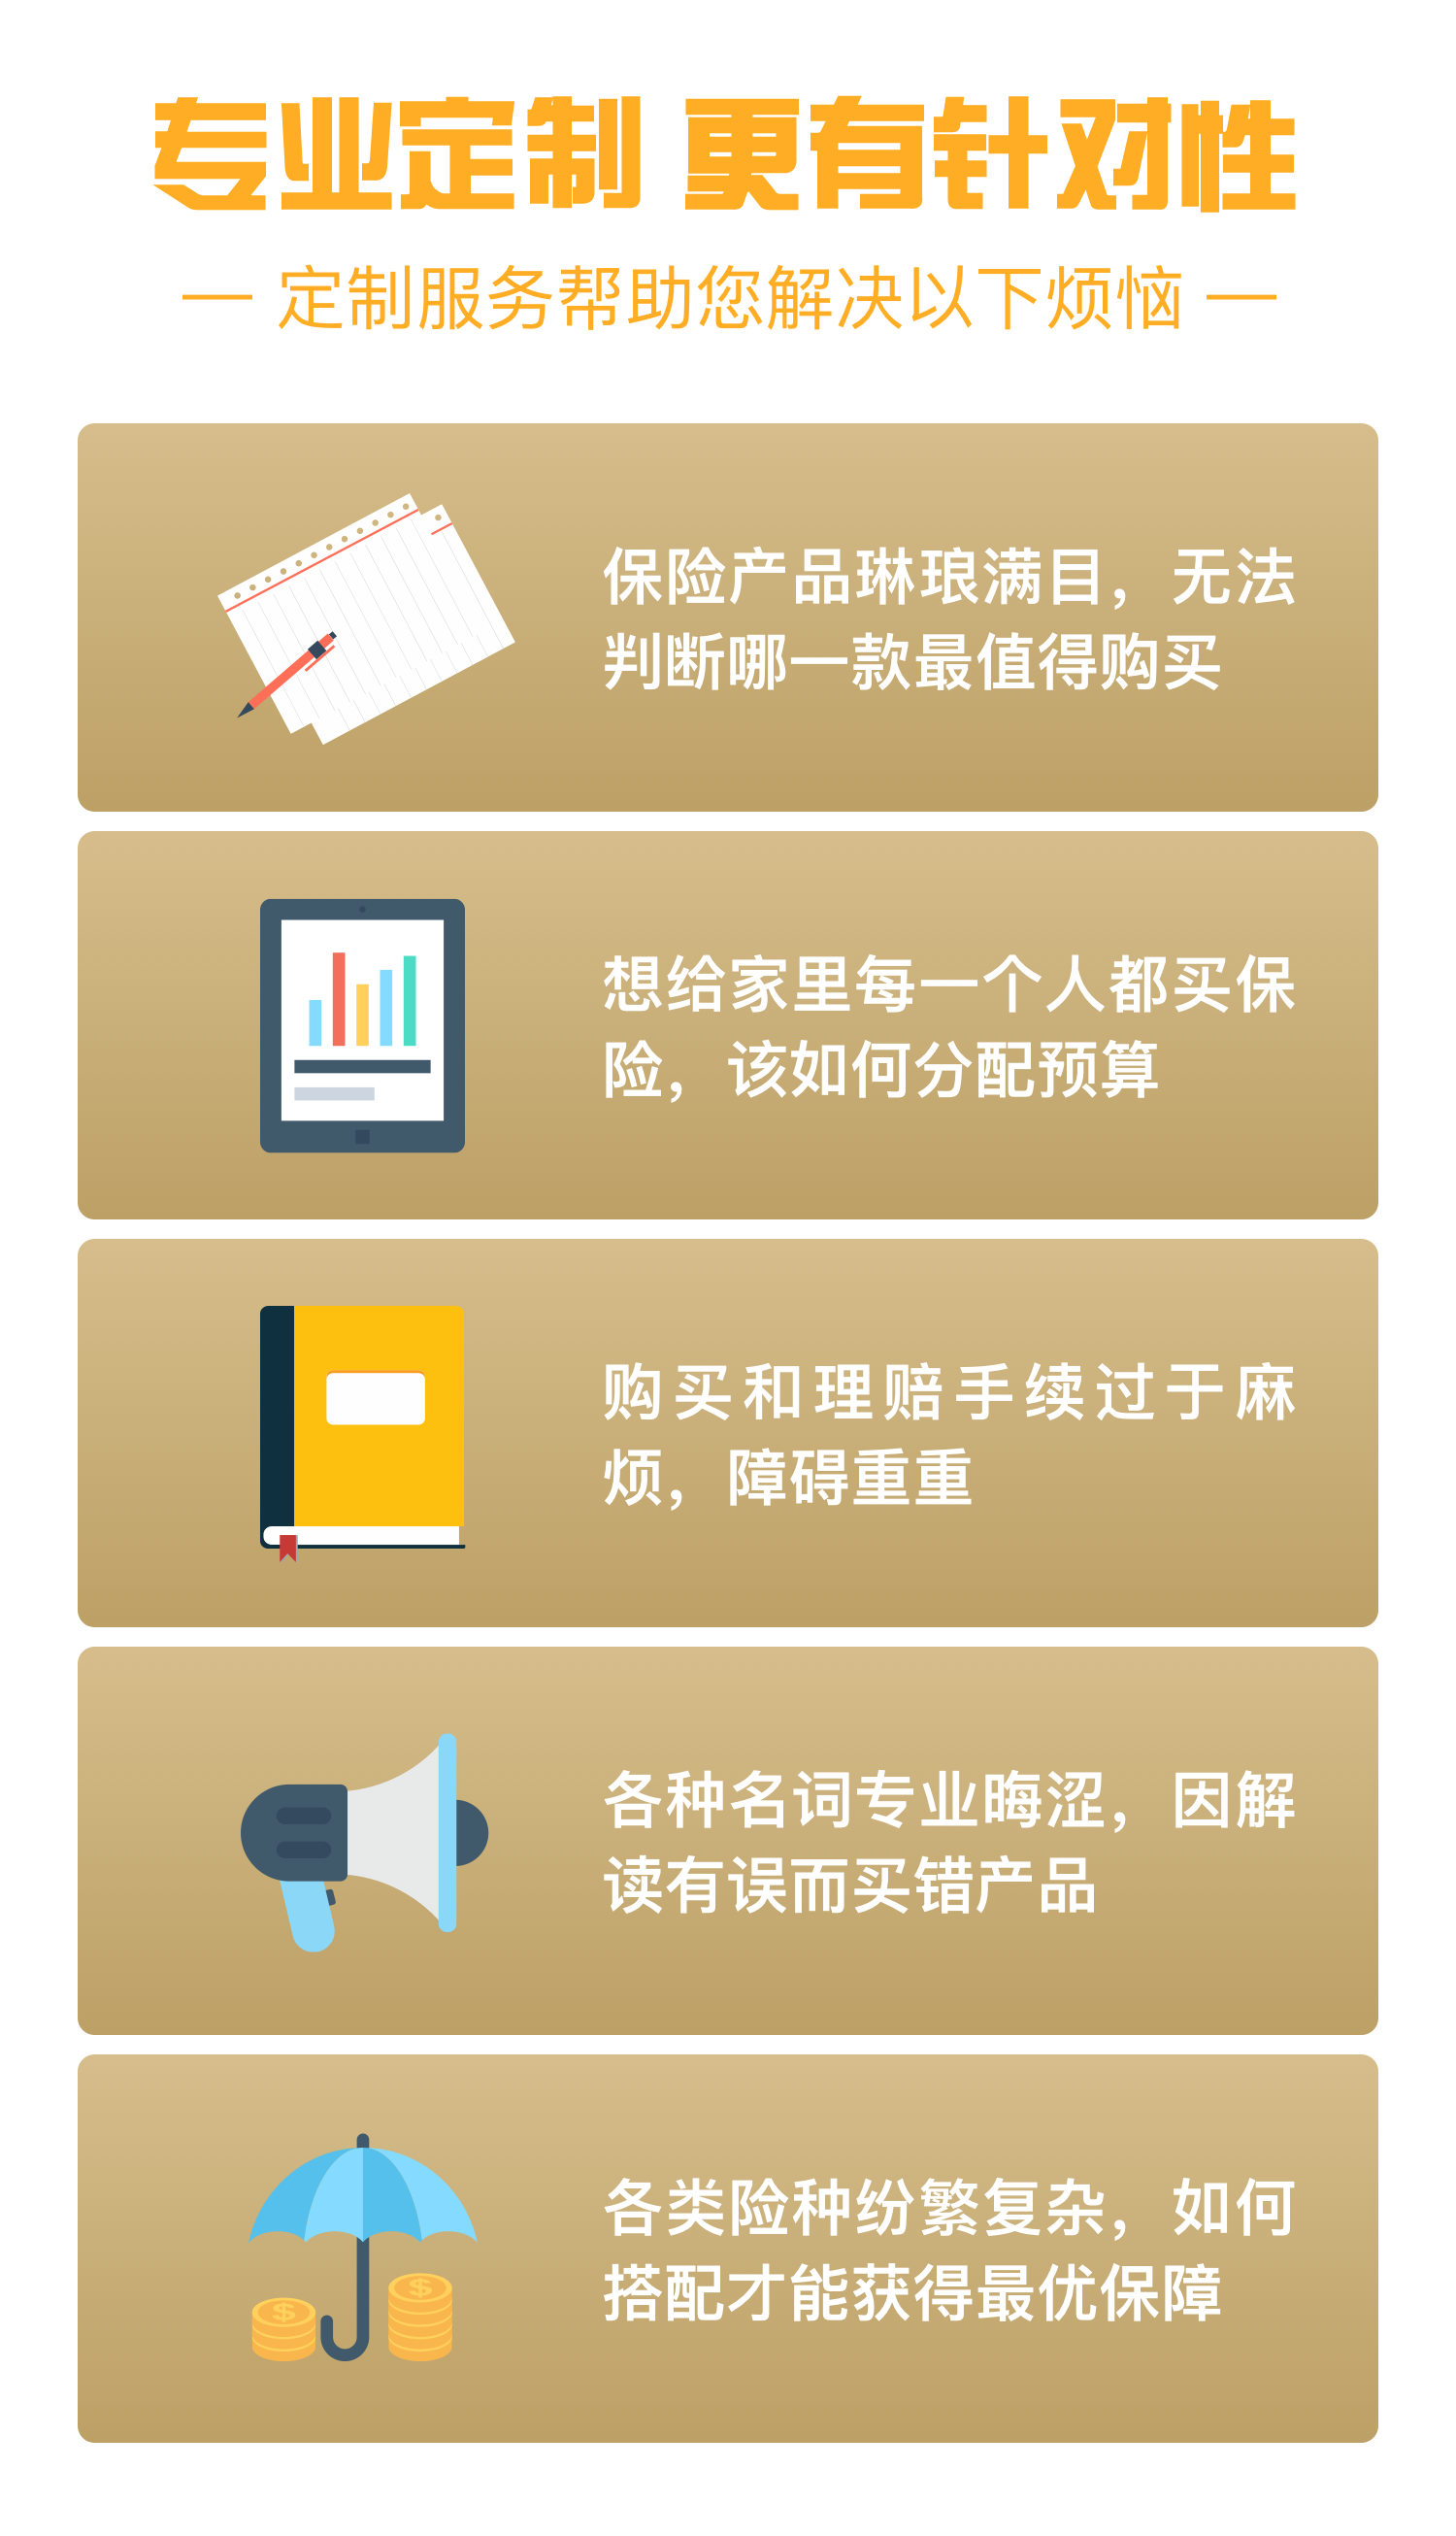 专业定制 更有针对性
— 定制服务帮助您解决以下烦恼 —
保险产品琳琅满目，无法
判断哪一款最值得购买
想给家里每一个人都买保
险，该如何分配预算
购买和理赔手续过于麻
烦，障碍重重
各种名词专业晦涩，因解
读有误而买错产品
各类险种纷繁复杂，如何
搭配才能获得最优保障
$
$